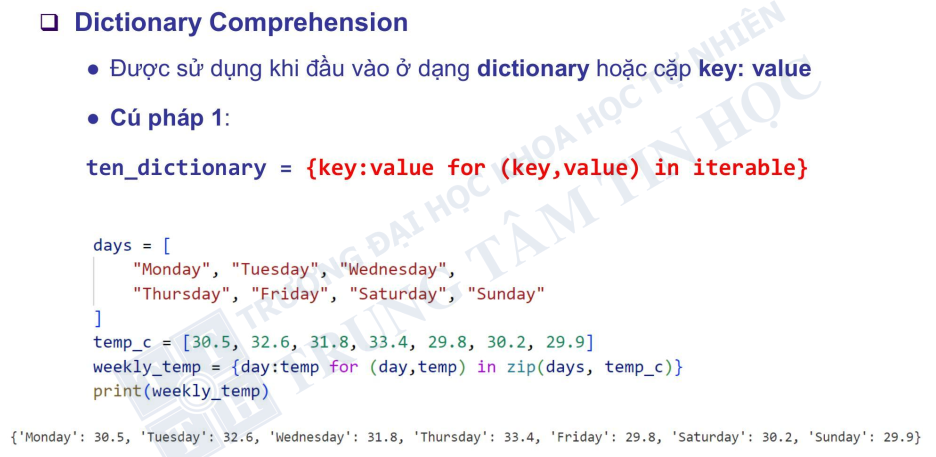 Dictionary Comprehension
● Được sử dụng khi đầu vào ở dạng dictionary hoặc cặp key: value
● Cú pháp 1:
ten_dictionary = {key:value for (key,value) in iterable}
days = [
    "Monday", "Tuesday", "Wednesday",
    "Thursday", "Friday", "Saturday", "Sunday"
]
temp_c = [30.5, 32.6, 31.8, 33.4, 29.8, 30.2, 29.9]
weekly_temp = {day:temp for (day,temp) in zip(days, temp_c)}
print(weekly_temp)
{'Monday': 30.5, 'Tuesday': 32.6, 'Wednesday': 31.8, 'Thursday': 33.4, 'Friday': 29.8, 'Saturday': 30.2, 'Sunday': 29.9}
TRƯỜNG ĐẠI HỌC KHOA HỌC TỰ NHIÊN
TRUNG TÂM TIN HỌC